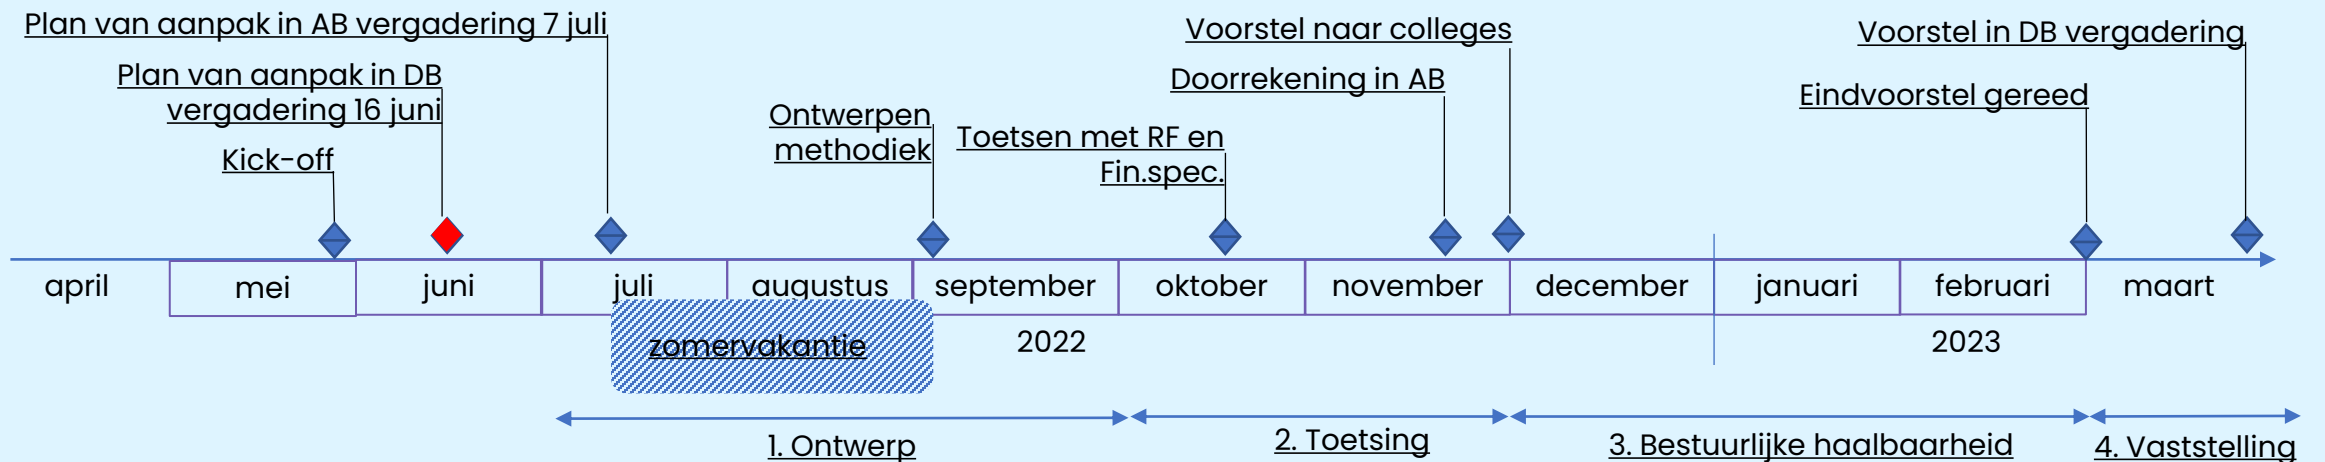 Plan van aanpak in AB vergadering 7 juli
Plan van aanpak in DB
vergadering 16 juni
Kick-off
Ontwerpen
methodiek
Toetsen met RF en
Fin.spec.
Voorstel naar colleges
Doorrekening in AB
Voorstel in DB vergadering
Eindvoorstel gereed
april mei juni juli augustus september oktober november december januari februari maart
zomervakantie
2022
2023
1. Ontwerp
2. Toetsing
3. Bestuurlijke haalbaarheid
4. Vaststelling